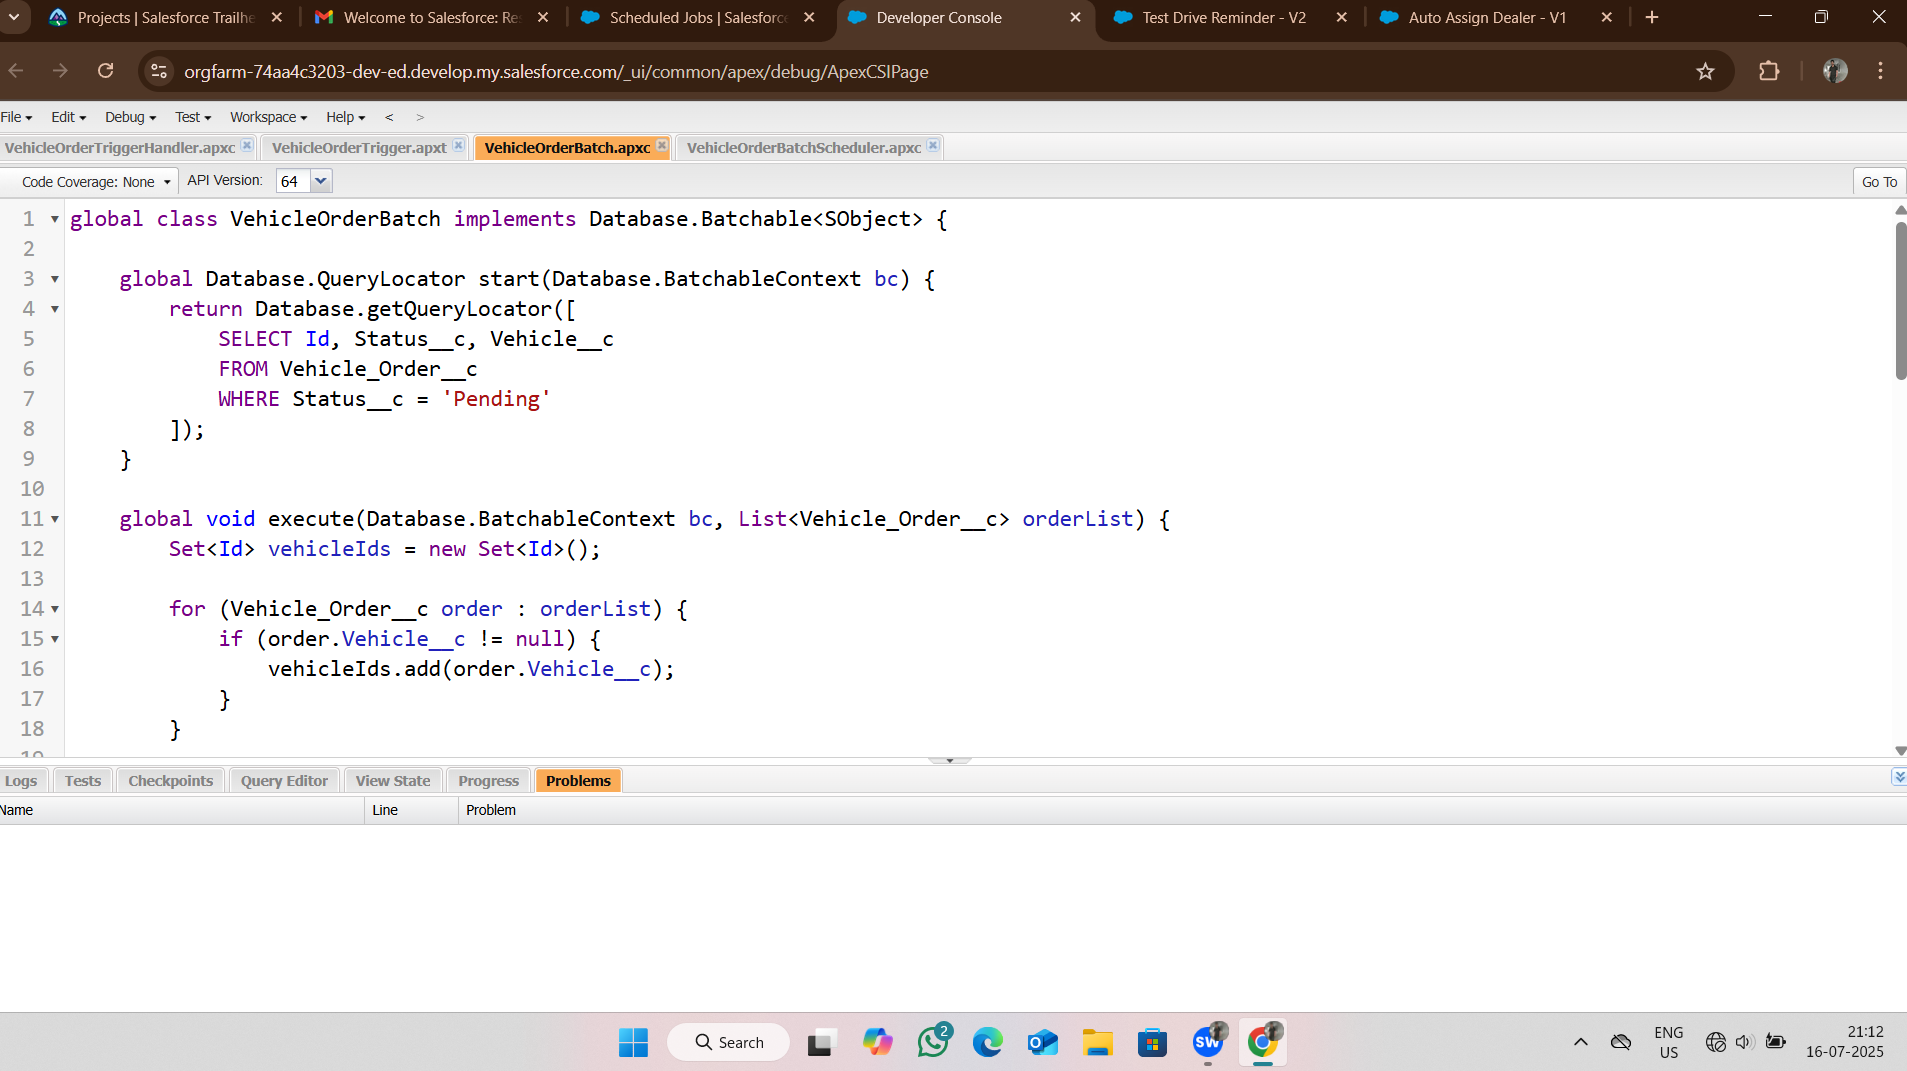 Projects | Salesforce Trailhe
Welcome to Salesforce: Res
Scheduled Jobs | Salesforce
Developer Console
Test Drive Reminder - V2
Auto Assign Dealer - V1
orgfarm-74aa4c3203-dev-ed.develop.my.salesforce.com/_ui/common/apex/debug/ApexCSIPage
File Edit Debug Test Workspace Help < >
VehicleOrderTriggerHandler.apxc VehicleOrderTrigger.apxt VehicleOrderBatch.apxc VehicleOrderBatchScheduler.apxc
Code Coverage: None API Version: 64 Go To
1 global class VehicleOrderBatch implements Database.Batchable<SObject> {
2
3 global Database.QueryLocator start(Database.BatchableContext bc) {
4 return Database.getQueryLocator([
5 SELECT Id, Status__c, Vehicle__c
6 FROM Vehicle_Order__c
7 WHERE Status__c = 'Pending'
8 ]);
9 }
10
11 global void execute(Database.BatchableContext bc, List<Vehicle_Order__c> orderList) {
12 Set<Id> vehicleIds = new Set<Id>();
13
14 for (Vehicle_Order__c order : orderList) {
15 if (order.Vehicle__c != null) {
16 vehicleIds.add(order.Vehicle__c);
17 }
18 }
19
Logs Tests Checkpoints Query Editor View State Progress Problems
Name Line Problem
Search
2
SW
ENG
US
21:12
16-07-2025